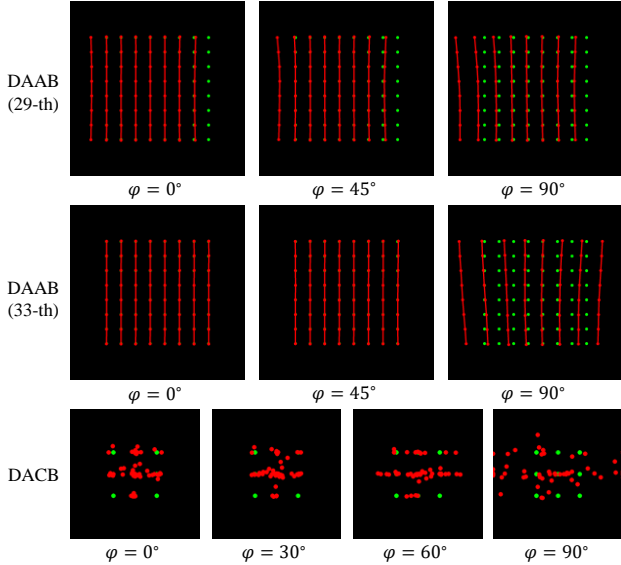 DAAB
(29-th)
φ = 0° φ = 45° φ = 90°
DAAB
(33-th)
φ = 0° φ = 45° φ = 90°
DACB
φ = 0° φ = 30° φ = 60° φ = 90°